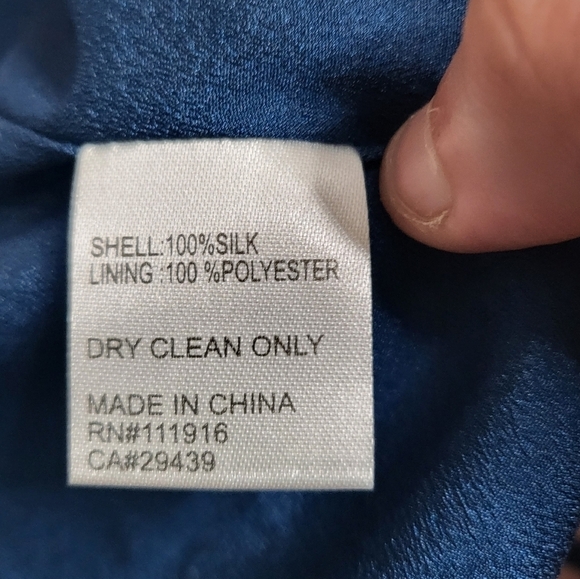 SHELL:100%SILK
LINING :100 %POLYESTER
DRY CLEAN ONLY
MADE IN CHINA
RN#111916
CA#29439